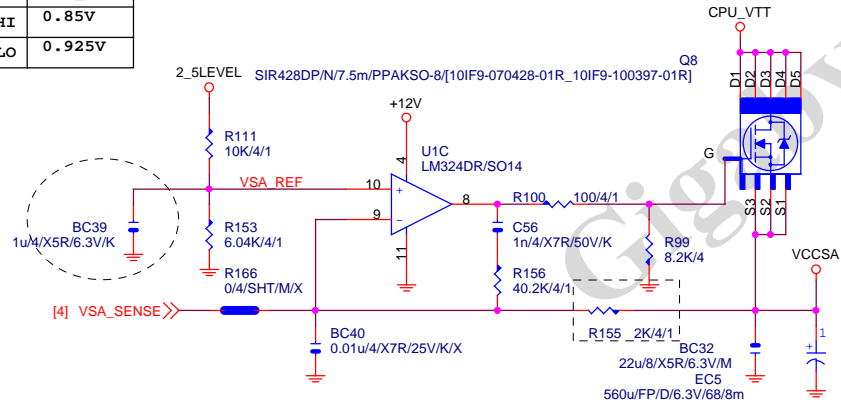 HI 0.85V
LO 0.925V
CPU_VTT
Q8
2_5LEVEL
SIR428DP/N/7.5m/PPAKSO-8/[10IF9-070428-01R_10IF9-100397-01R]
D1 D2 D3 D4 D5
+12V
R111
10K/4/1
4
U1C
LM324DR/SO14
G
VSA_REF
10
+
8
9
-
R100
100/4/1
S3 S2 S1
BC39
1u/4/X5R/6.3V/K
R153
6.04K/4/1
11
C56
1n/4/X7R/50V/K
R99
8.2K/4
VCCSA
R166
0/4/SHT/M/X
R156
40.2K/4/1
[4] VSA_SENSE
BC40
0.01u/4/X7R/25V/K/X
R155 2K/4/1
BC32
22u/8/X5R/6.3V/M
EC5
560u/FP/D/6.3V/68/8m
1
+
Gigaby